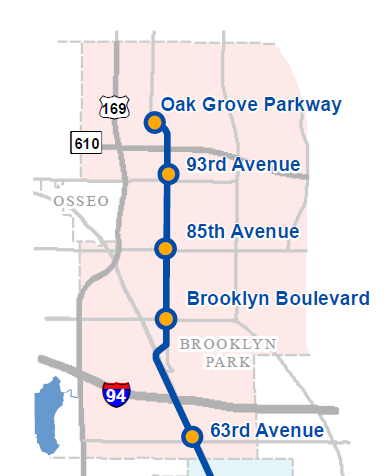 169
Oak Grove Parkway
610
93rd Avenue
OSSEO
85th Avenue
Brooklyn Boulevard
BROOKLYN
PARK
94
63rd Avenue